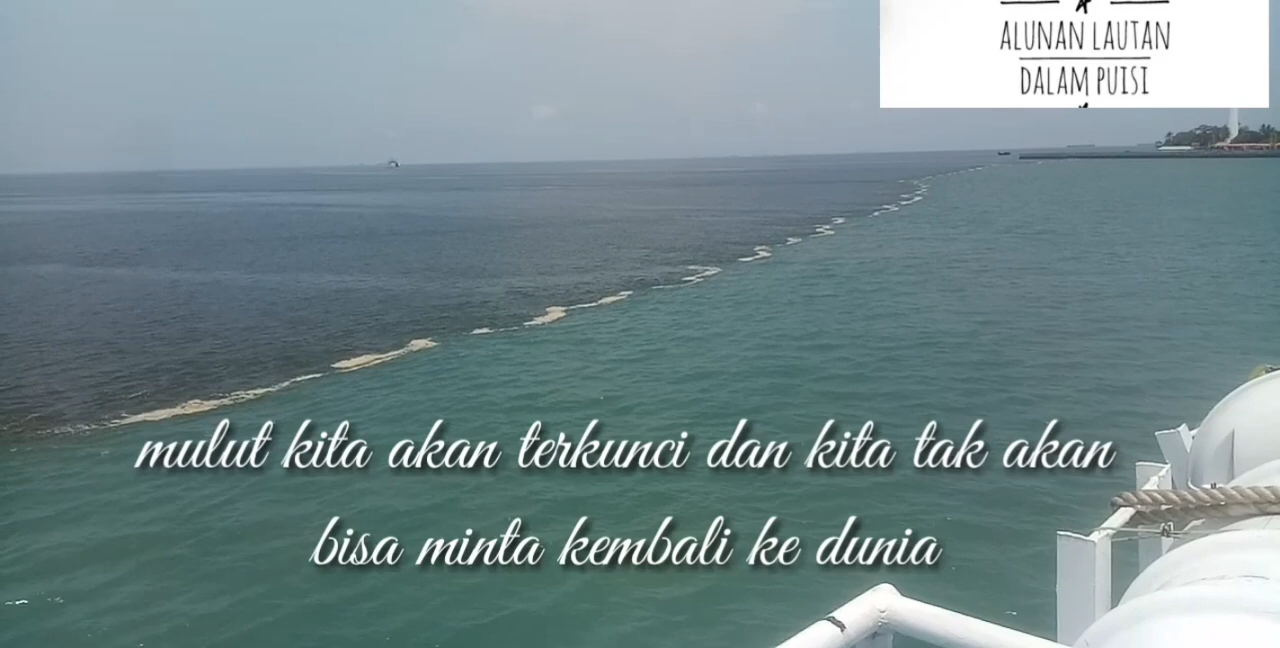 ALUNAN LAUTAN
DALAM PUISI
mulut kita akan terkunci dan kita tak akan
bisa minta kembali ke dunia